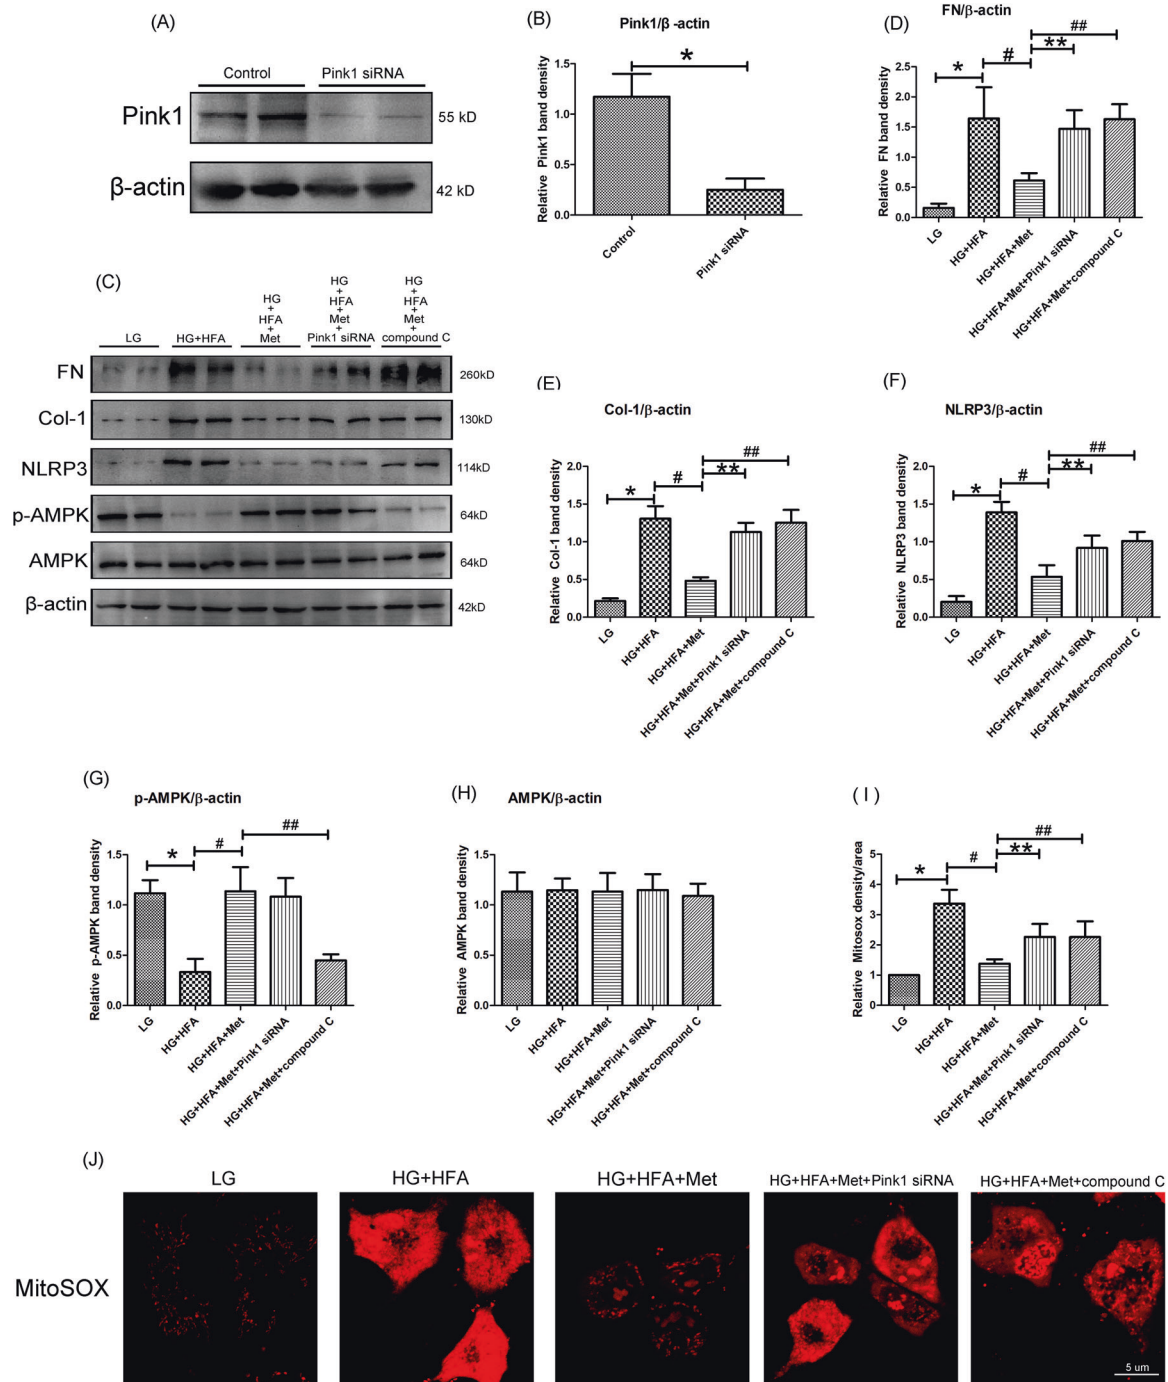 (A)
Control
Pink1 siRNA
Pink1
55 kD
β-actin
42 kD
(B)
Pink1/β -actin
*
Relative Pink1 band density
1.5
1.0
0.5
0.0
Control
Pink1 siRNA
(C)
LG
HG+HFA
HG
+
HFA
+
Met
HG
+
HFA
+
Met
+
Pink1 siRNA
HG
+
HFA
+
Met
+
compound C
FN
260kD
Col-1
130kD
NLRP3
114kD
p-AMPK
64kD
AMPK
64kD
β-actin
42kD
(D)
FN/β-actin
##
**
#
*
Relative FN band density
2.5
2.0
1.5
1.0
0.5
0.0
LG
HG+HFA
HG+HFA+Met
HG+HFA+Met+Pink1 siRNA
HG+HFA+Met+compound C
(E)
Col-1/β-actin
##
**
#
*
Relative Col-1 band density
2.0
1.5
1.0
0.5
0.0
LG
HG+HFA
HG+HFA+Met
HG+HFA+Met+Pink1 siRNA
HG+HFA+Met+compound C
(F)
NLRP3/β-actin
##
**
#
*
Relative NLRP3 band density
2.0
1.5
1.0
0.5
0.0
LG
HG+HFA
HG+HFA+Met
HG+HFA+Met+Pink1 siRNA
HG+HFA+Met+compound C
(G)
p-AMPK/β-actin
##
#
*
Relative p-AMPK band density
1.5
1.0
0.5
0.0
LG
HG+HFA
HG+HFA+Met
HG+HFA+Met+Pink1 siRNA
HG+HFA+Met+compound C
(H)
AMPK/β-actin
Relative AMPK band density
1.5
1.0
0.5
0.0
LG
HG+HFA
HG+HFA+Met
HG+HFA+Met+Pink1 siRNA
HG+HFA+Met+compound C
( I )
##
**
#
*
Relative Mitosox density/area
5
4
3
2
1
0
LG
HG+HFA
HG+HFA+Met
HG+HFA+Met+Pink1 siRNA
HG+HFA+Met+compound C
(J)
LG
HG+HFA
HG+HFA+Met
HG+HFA+Met+Pink1 siRNA
HG+HFA+Met+compound C
MitoSOX
5 um